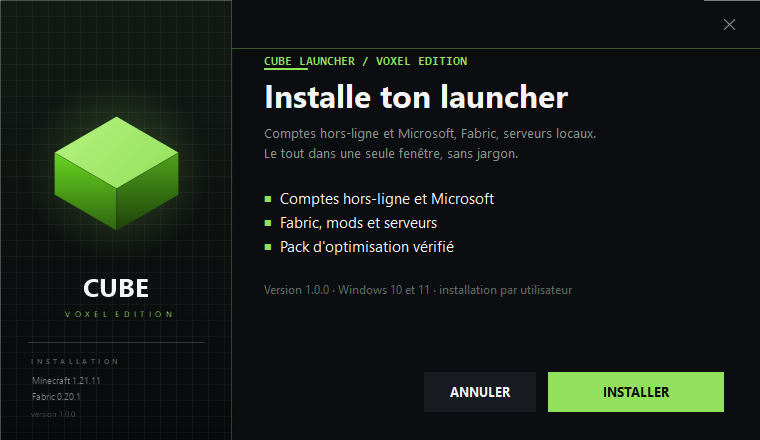 CUBE
VOXEL EDITION
INSTALLATION
Minecraft 1.21.11
Fabric 0.20.1
version 1.0.0
CUBE LAUNCHER / VOXEL EDITION
Installe ton launcher
Comptes hors-ligne et Microsoft, Fabric, serveurs locaux.
Le tout dans une seule fenêtre, sans jargon.
Comptes hors-ligne et Microsoft
Fabric, mods et serveurs
Pack d'optimisation vérifié
Version 1.0.0 · Windows 10 et 11 · installation par utilisateur
ANNULER
INSTALLER